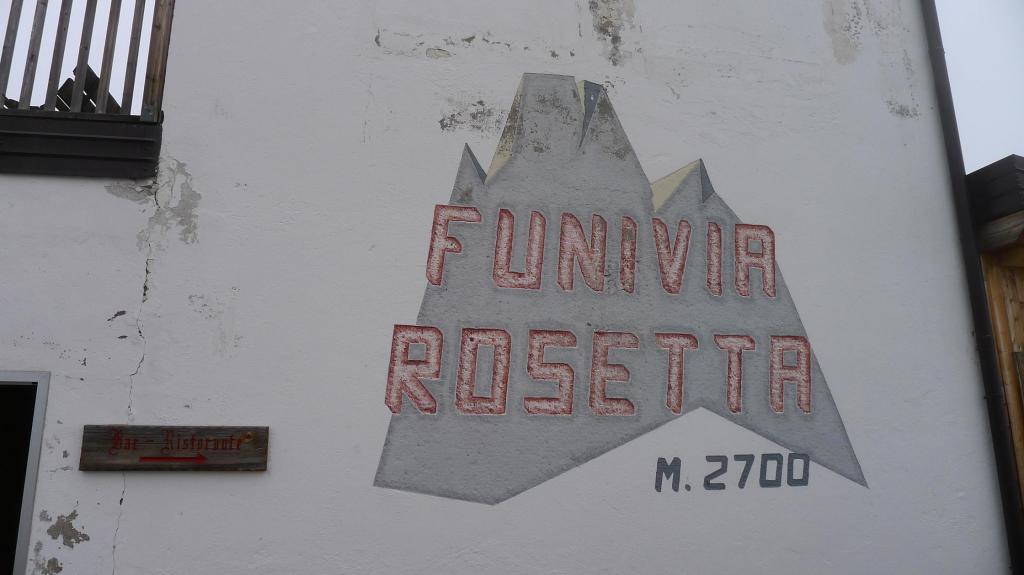 FUNIVIA
ROSETTA
M. 2700
Bar - Ristorante